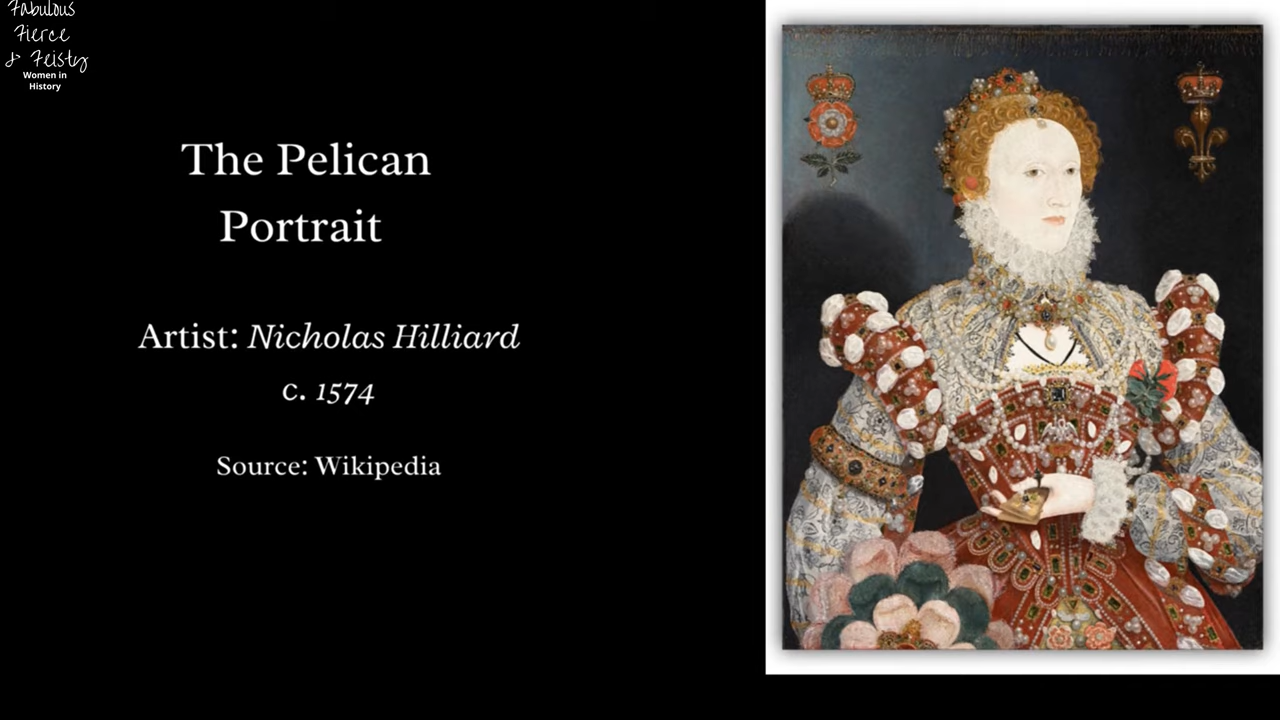 Fabulous
Fierce
& Feisty
Women in
History
The Pelican
Portrait
Artist: Nicholas Hilliard
c. 1574
Source: Wikipedia